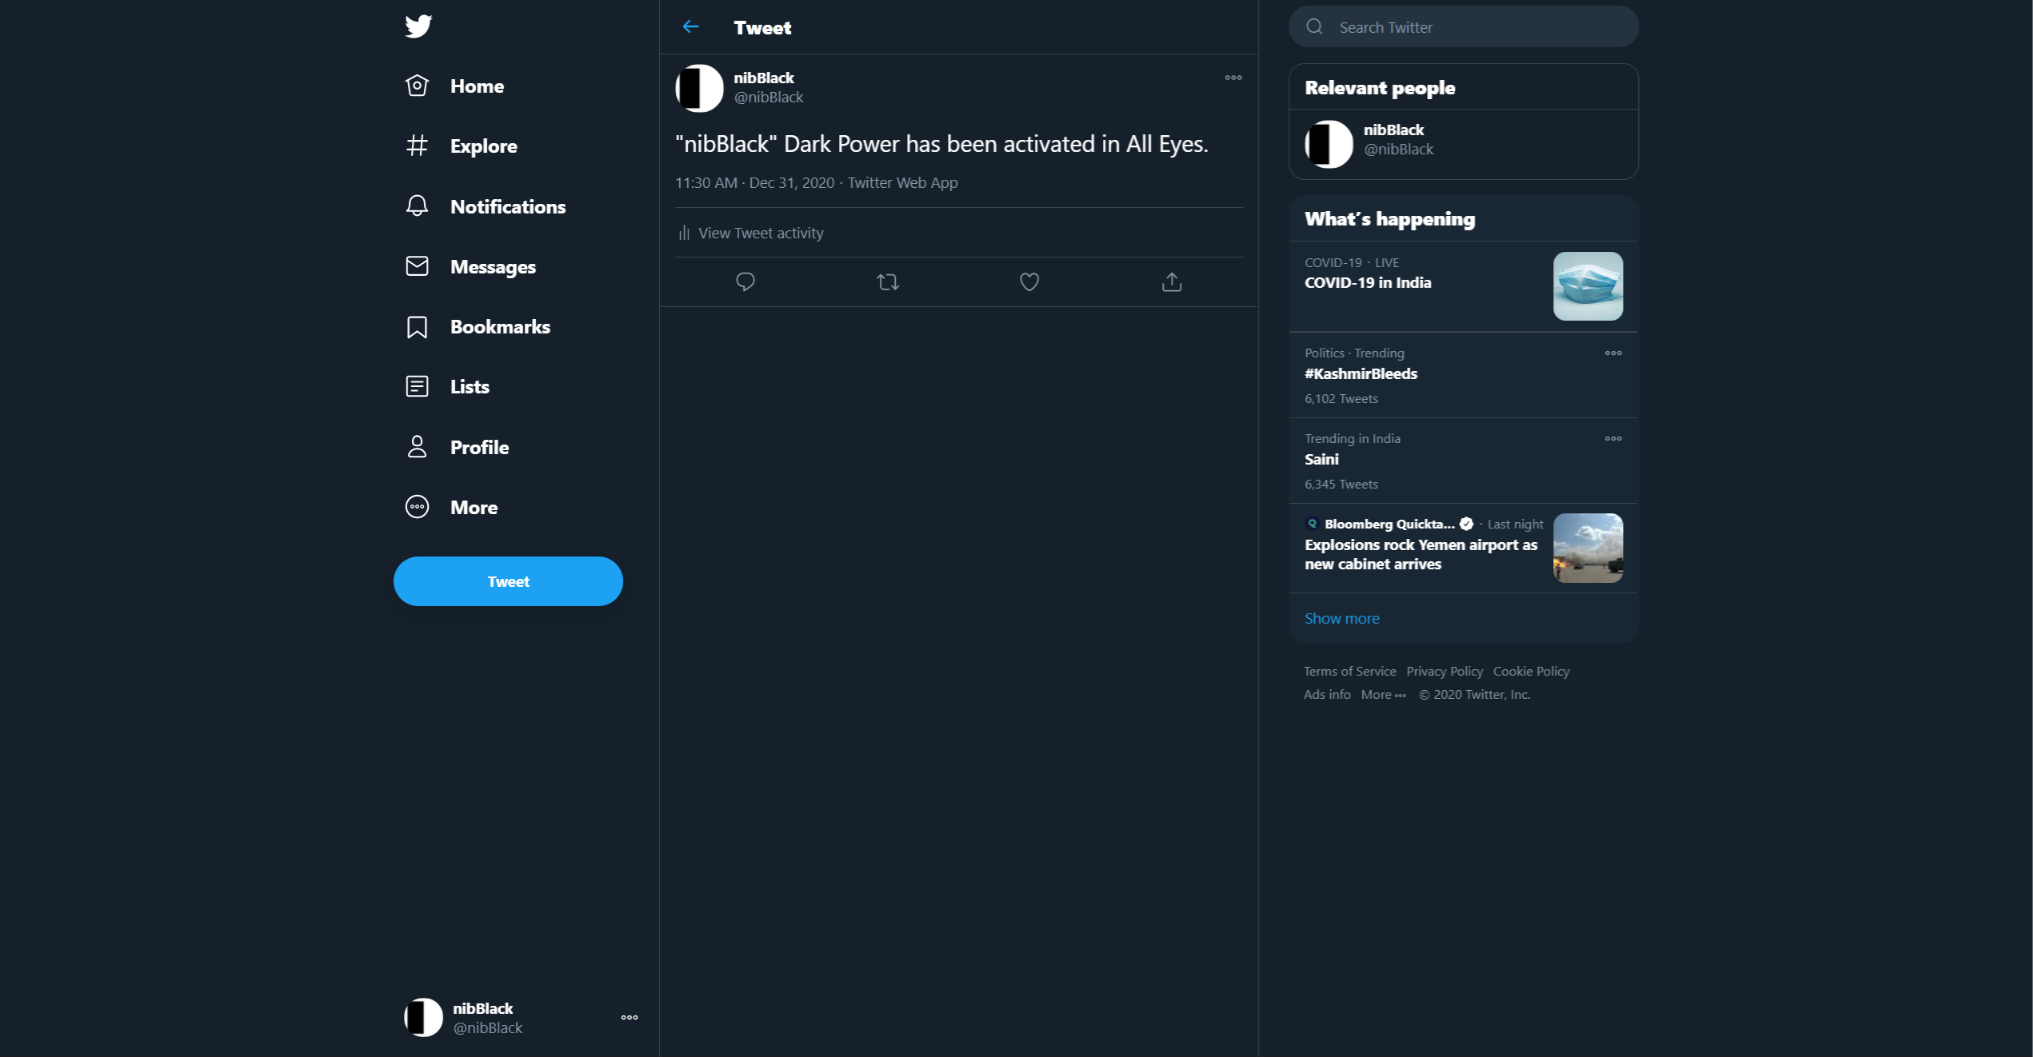 Home
Explore
Notifications
Messages
Bookmarks
Lists
Profile
More
Tweet
nibBlack
@nibBlack
Tweet
nibBlack
@nibBlack
"nibBlack" Dark Power has been activated in All Eyes.
11:30 AM · Dec 31, 2020 · Twitter Web App
View Tweet activity
Search Twitter
Relevant people
nibBlack
@nibBlack
What's happening
COVID-19 · LIVE
COVID-19 in India
Politics · Trending
#KashmirBleeds
6,102 Tweets
Trending in India
Saini
6,345 Tweets
Bloomberg Quickta... · Last night
Explosions rock Yemen airport as
new cabinet arrives
Show more
Terms of Service Privacy Policy Cookie Policy
Ads info More © 2020 Twitter, Inc.